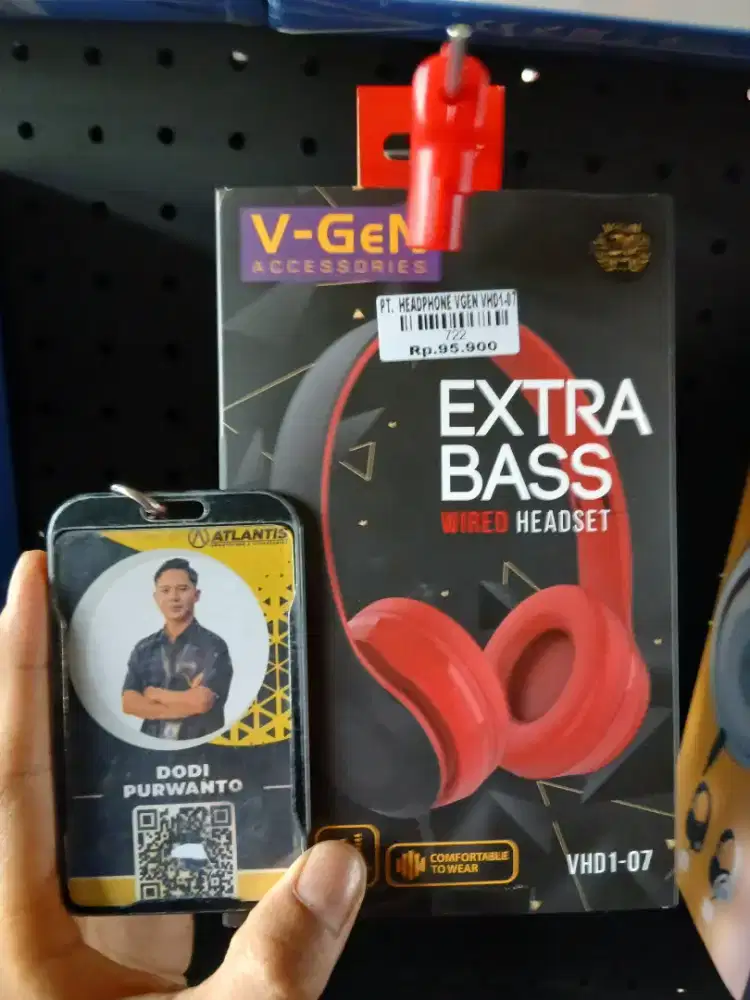 V-GeN
ACCESSORIES
PT. HEADPHONE VGEN VHD1-07
722
Rp.95.900
EXTRA
BASS
WIRED HEADSET
ATLANTIS
DODI
PURWANTO
COMFORTABLE
TO WEAR
VHD1-07